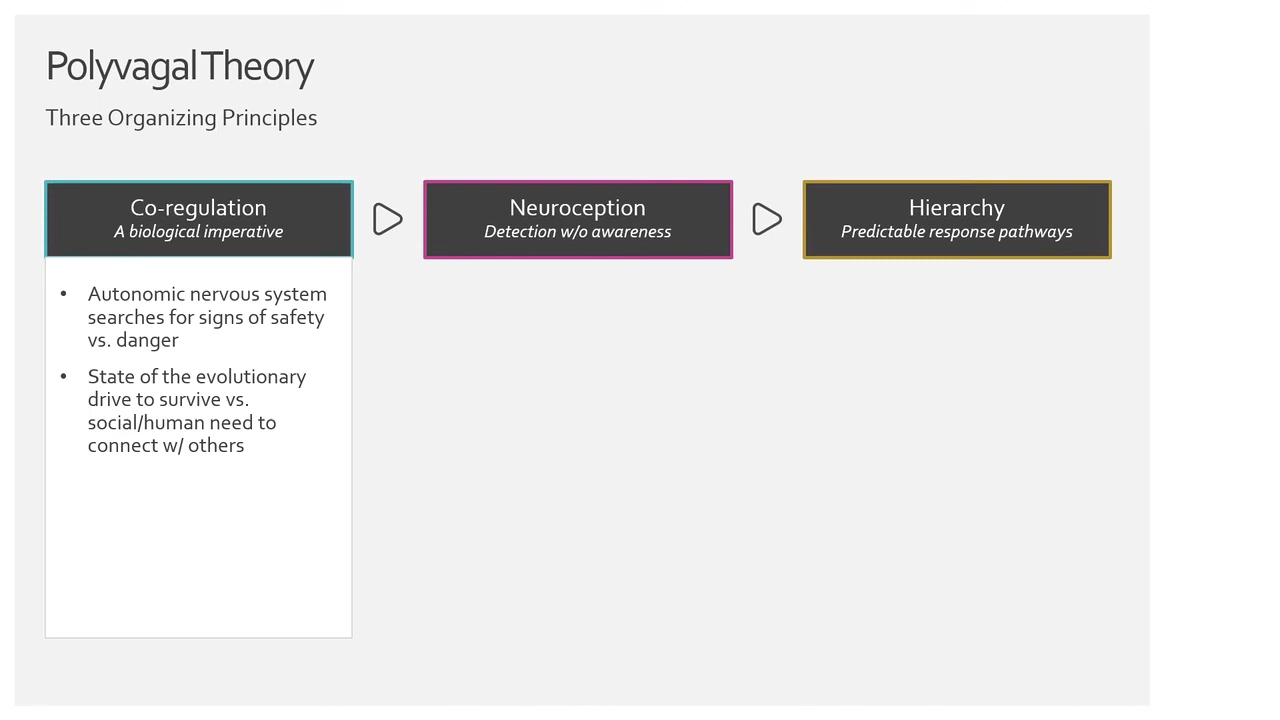 Polyvagal Theory
Three Organizing Principles
Co-regulation
A biological imperative
Neuroception
Detection w/o awareness
Hierarchy
Predictable response pathways
• Autonomic nervous system
searches for signs of safety
vs. danger
• State of the evolutionary
drive to survive vs.
social/human need to
connect w/ others